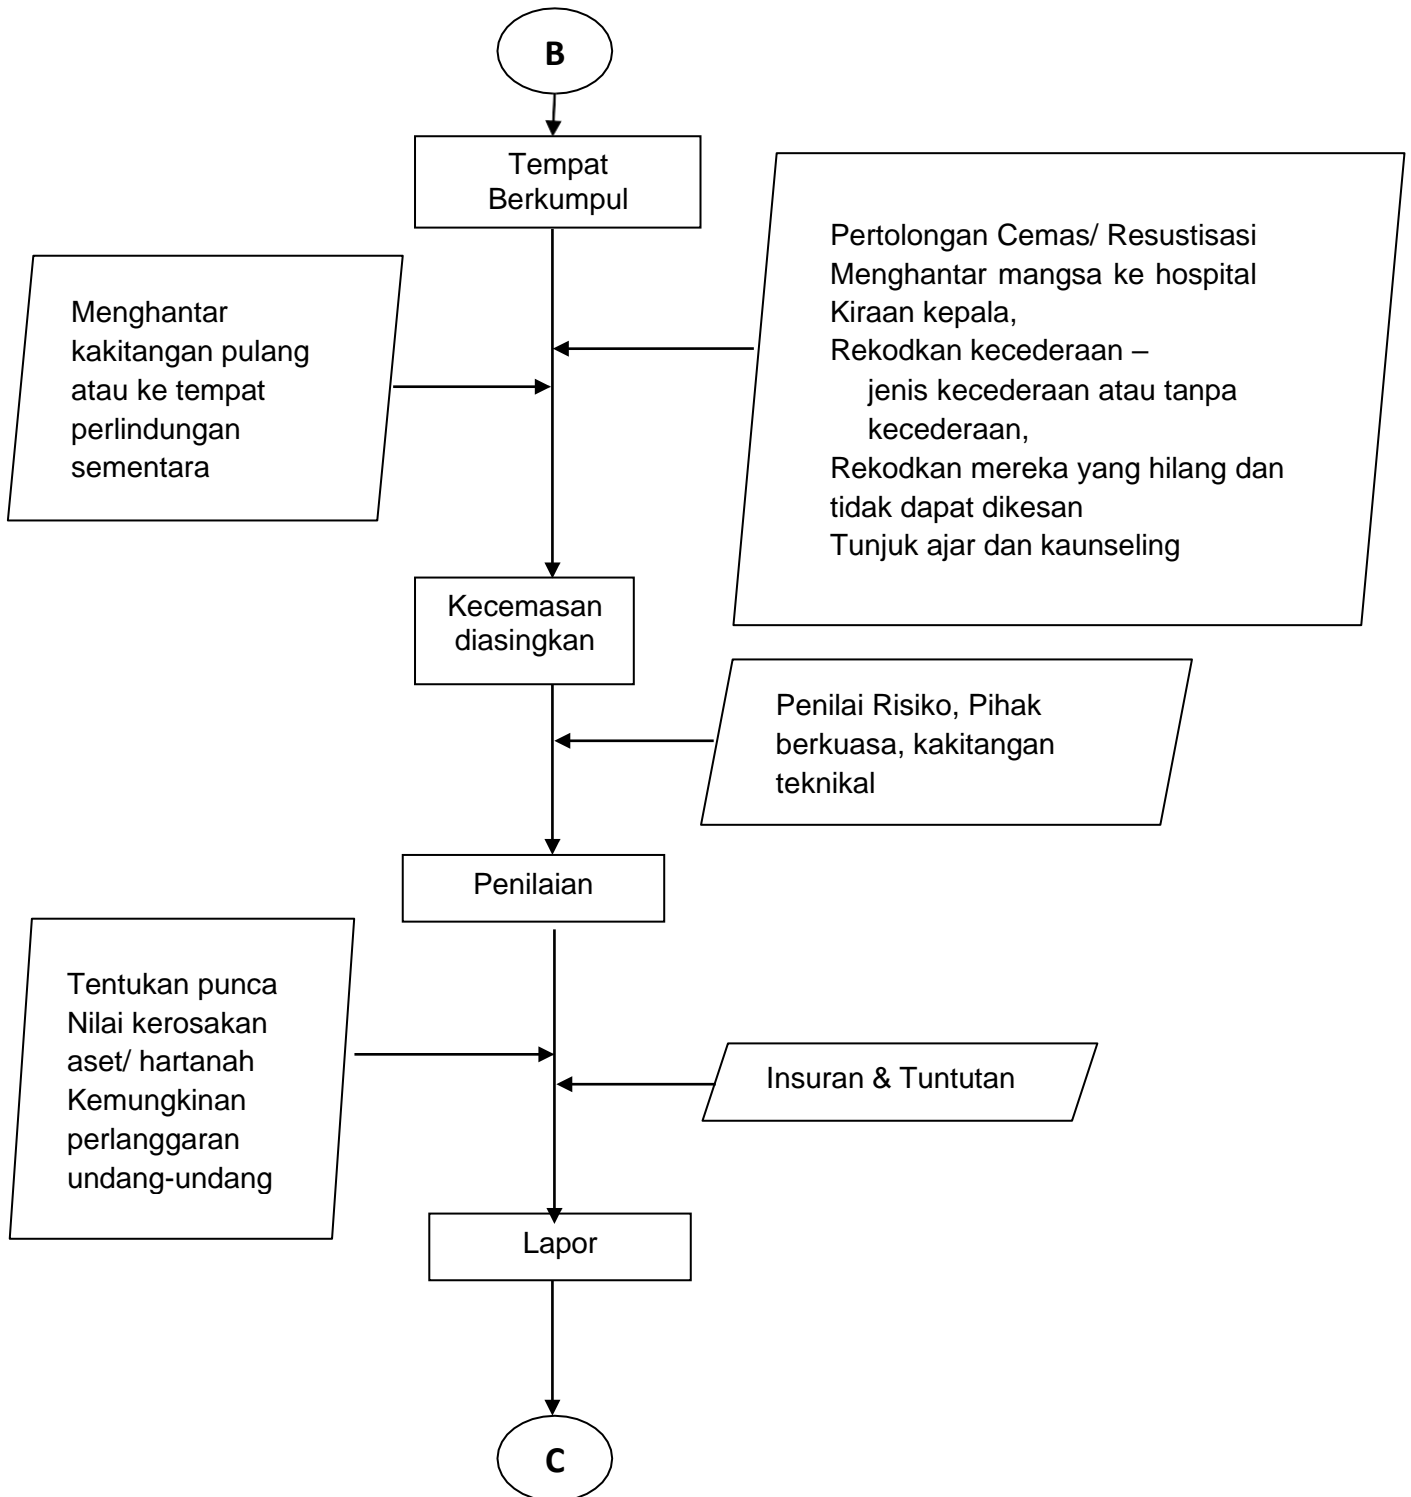 B
Tempat
Berkumpul
Pertolongan Cemas/ Resustisasi
Menghantar mangsa ke hospital
Kiraan kepala,
Rekodkan kecederaan –
jenis kecederaan atau tanpa
kecederaan,
Rekodkan mereka yang hilang dan
tidak dapat dikesan
Tunjuk ajar dan kaunseling
Menghantar
kakitangan pulang
atau ke tempat
perlindungan
sementara
Kecemasan
diasingkan
Penilai Risiko, Pihak
berkuasa, kakitangan
teknikal
Penilaian
Tentukan punca
Nilai kerosakan
aset/ hartanah
Kemungkinan
perlanggaran
undang-undang
Insuran & Tuntutan
Lapor
C